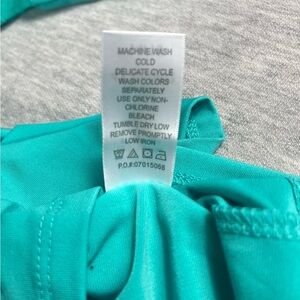 MACHINE WASH
COLD
DELICATE CYCLE
WASH COLORS
SEPARATELY
USE ONLY NON-
CHLORINE
BLEACH
TUMBLE DRY LOW
REMOVE PROMPTLY
LOW IRON
P.O.#:07015068